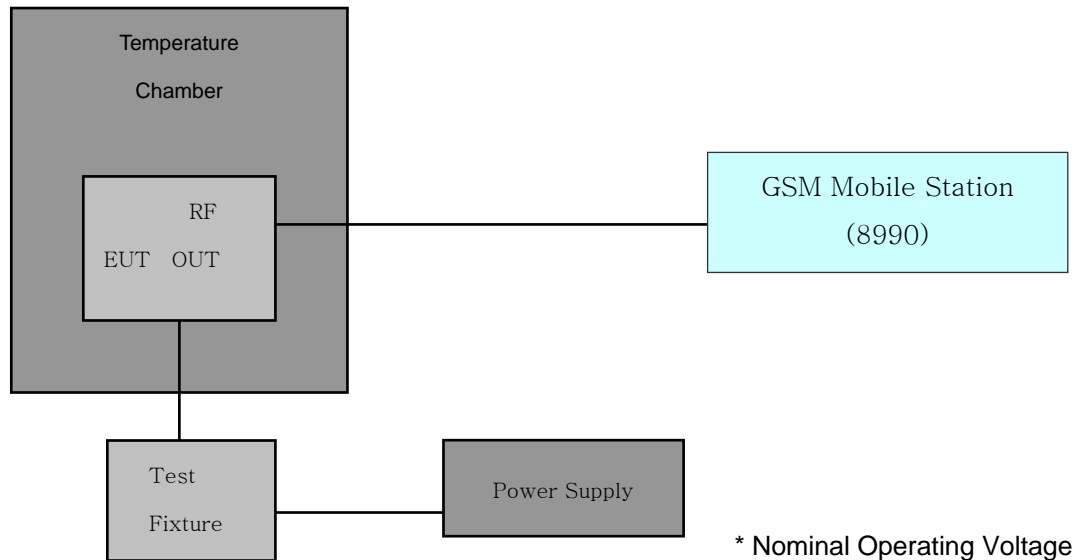 Temperature
Chamber
RF
EUT OUT
GSM Mobile Station
(8990)
Test
Fixture
Power Supply
* Nominal Operating Voltage